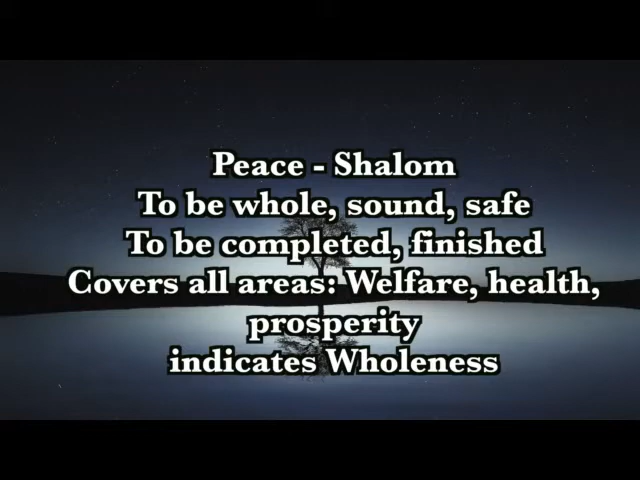 Peace - Shalom
To be whole, sound, safe
To be completed, finished
Covers all areas: Welfare, health,
prosperity
indicates Wholeness